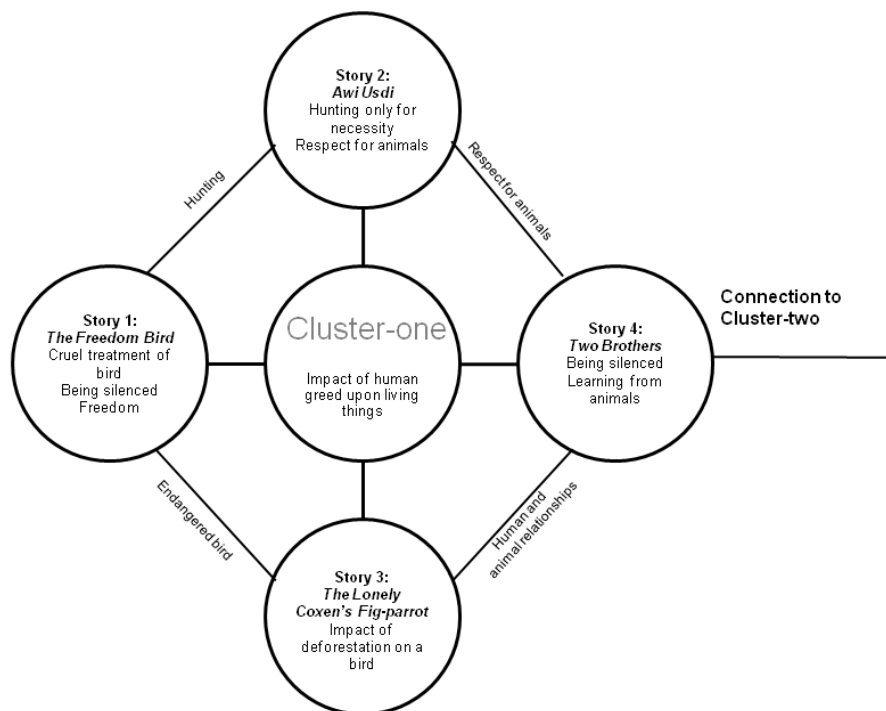 Story 2:
Awi Usdi
Hunting only for
necessity
Respect for animals
Hunting
Respect for animals
Story 1:
The Freedom Bird
Cruel treatment of
bird
Being silenced
Freedom
Cluster-one
Impact of human
greed upon living
things
Story 4:
Two Brothers
Being silenced
Learning from
animals
Connection to
Cluster-two
Endangered bird
Human and
animal relationships
Story 3:
The Lonely
Coxen's Fig-parrot
Impact of
deforestation on a
bird